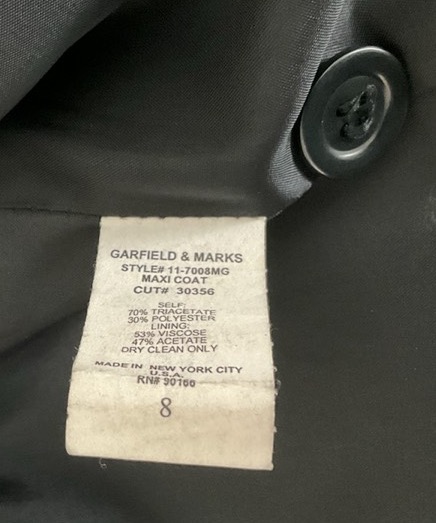 GARFIELD & MARKS
STYLE# 11-7008MG
MAXI COAT
CUT# 30356
SELF:
70% TRIACETATE
30% POLYESTER
LINING:
53% VISCOSE
47% ACETATE
DRY CLEAN ONLY
MADE IN NEW YORK CITY
U.S.A.
RN# 90160
8